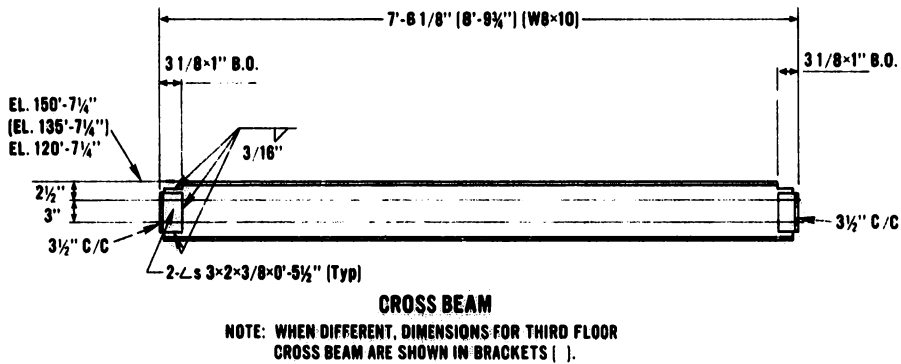 7'-6 1/8" (8'-9¾") (W8×10)
3 1/8×1" B.O.
3 1/8×1" B.O.
EL. 150'-7¼"
(EL. 135'-7¼")
EL. 120'-7¼"
3/16"
2½"
3"
3½" C/C
3½" C/C
2-∠s 3×2×3/8×0'-5½" (Typ)
CROSS BEAM
NOTE: WHEN DIFFERENT, DIMENSIONS FOR THIRD FLOOR
CROSS BEAM ARE SHOWN IN BRACKETS ( ).